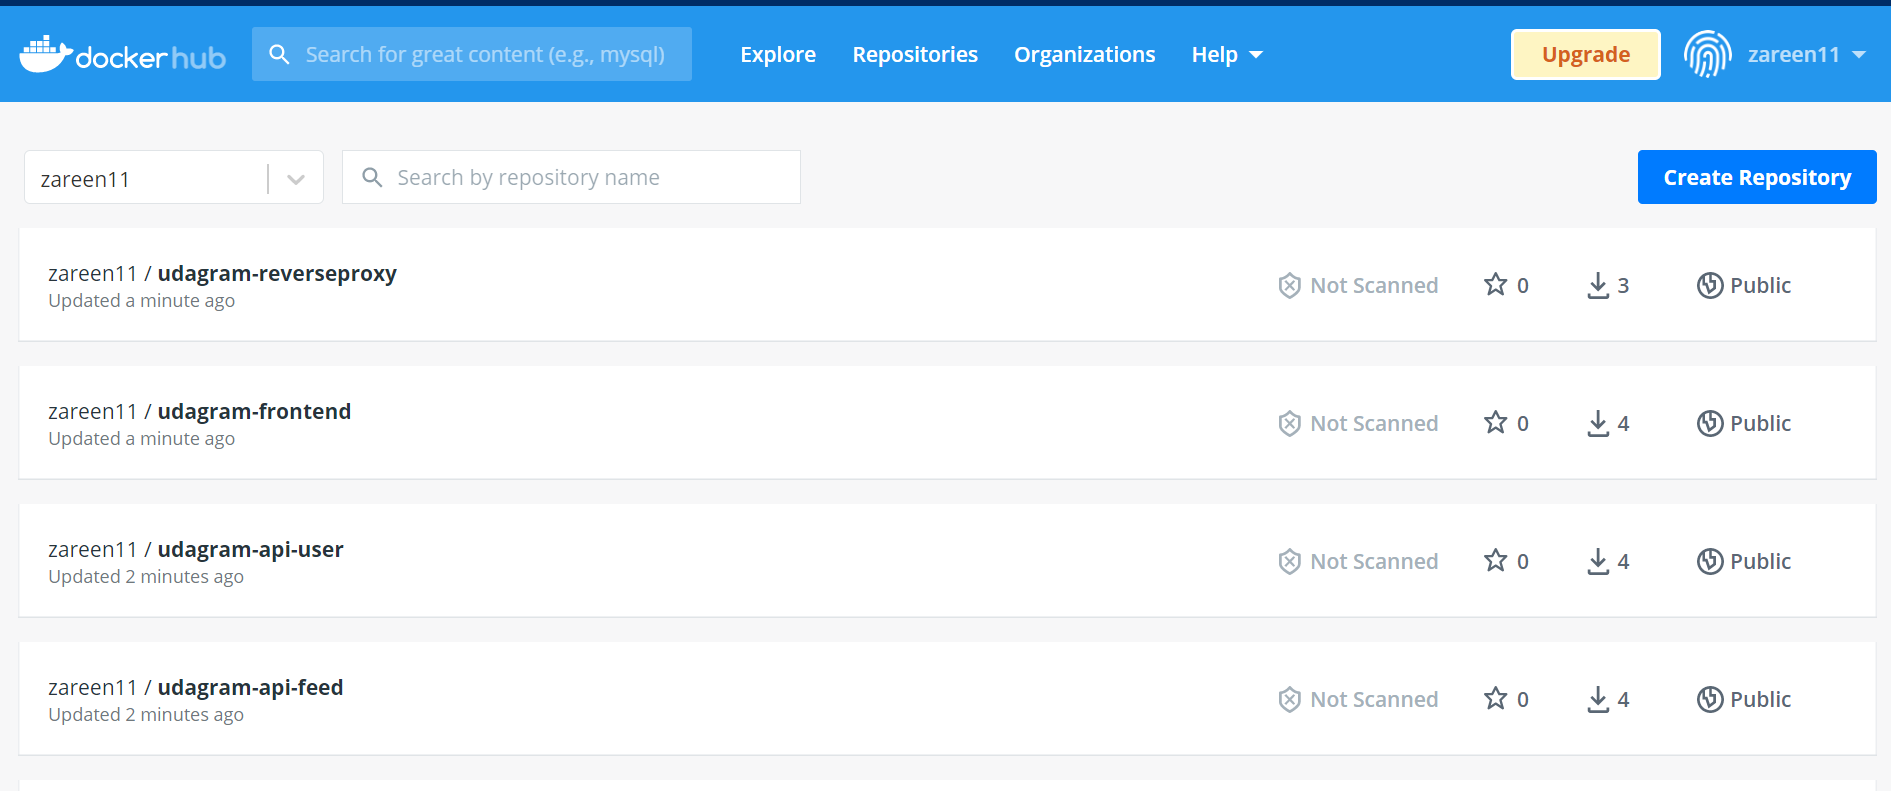 docker hub
Search for great content (e.g., mysql)
Explore
Repositories
Organizations
Help
Upgrade
zareen11
zareen11
Search by repository name
Create Repository
zareen11 / udagram-reverseproxy
Updated a minute ago
Not Scanned
0
3
Public
zareen11 / udagram-frontend
Updated a minute ago
Not Scanned
0
4
Public
zareen11 / udagram-api-user
Updated 2 minutes ago
Not Scanned
0
4
Public
zareen11 / udagram-api-feed
Updated 2 minutes ago
Not Scanned
0
4
Public